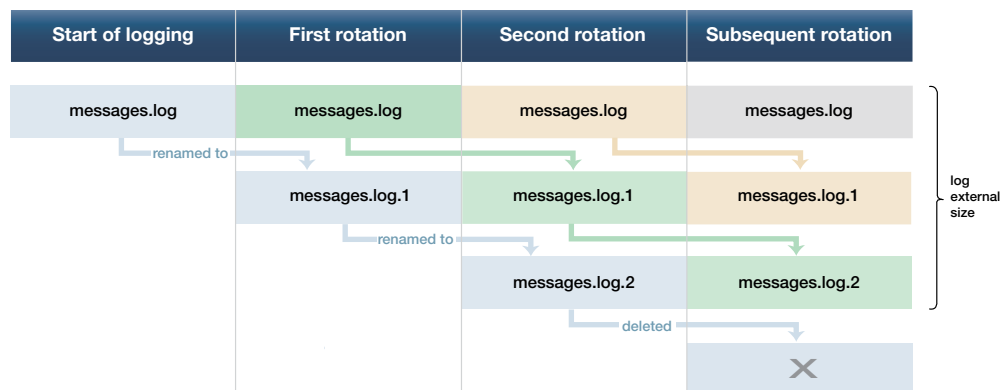 Start of logging
First rotation
Second rotation
Subsequent rotation
messages.log
messages.log
messages.log
messages.log
renamed to
messages.log.1
messages.log.1
messages.log.1
log
external
size
renamed to
messages.log.2
messages.log.2
deleted
X